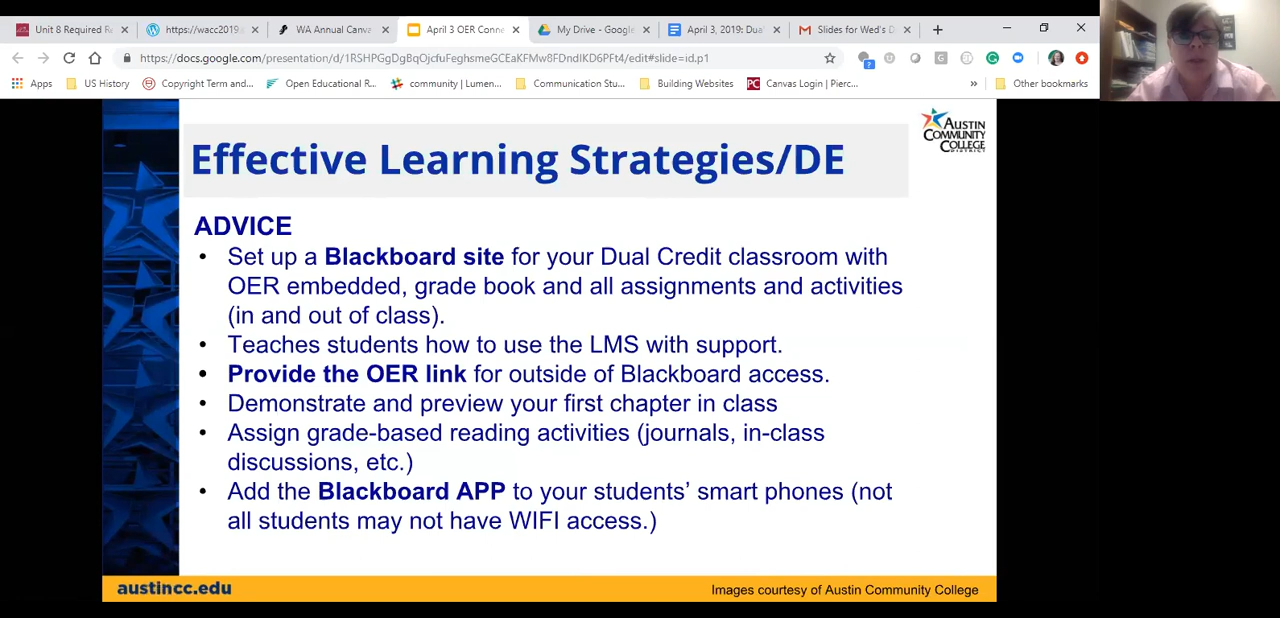 Unit 8 Required R
https://wacc2019.
WA Annual Canva
April 3 OER Conne
My Drive - Google
April 3, 2019: Dual
Slides for Wed's D
https://docs.google.com/presentation/d/1RSHPGgDgBqOjcfuFeghsmeGCEaKFMw8FDndIKD6PFt4/edit#slide=id.p1
Apps
US History
Copyright Term and...
Open Educational R...
community | Lumen...
Communication Stu...
Building Websites
Canvas Login | Pierc...
»
Other bookmarks
Effective Learning Strategies/DE
AUSTIN
COMMUNITY
COLLEGE
DISTRICT
ADVICE
• Set up a Blackboard site for your Dual Credit classroom with
OER embedded, grade book and all assignments and activities
(in and out of class).
• Teaches students how to use the LMS with support.
• Provide the OER link for outside of Blackboard access.
• Demonstrate and preview your first chapter in class
• Assign grade-based reading activities (journals, in-class
discussions, etc.)
• Add the Blackboard APP to your students' smart phones (not
all students may not have WIFI access.)
austincc.edu
Images courtesy of Austin Community College